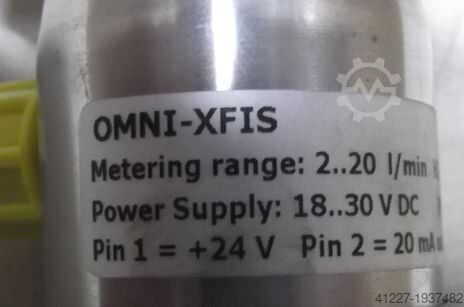 OMNI-XFIS
Metering range: 2..20 l/min
Power Supply: 18..30 V DC
Pin 1 = +24 V Pin 2 = 20 mA
41227-1937482